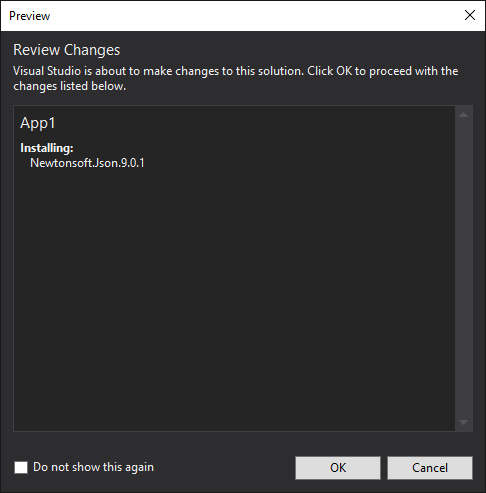 Preview
Review Changes
Visual Studio is about to make changes to this solution. Click OK to proceed with the
changes listed below.
App1
Installing:
Newtonsoft.Json.9.0.1
Do not show this again
OK
Cancel